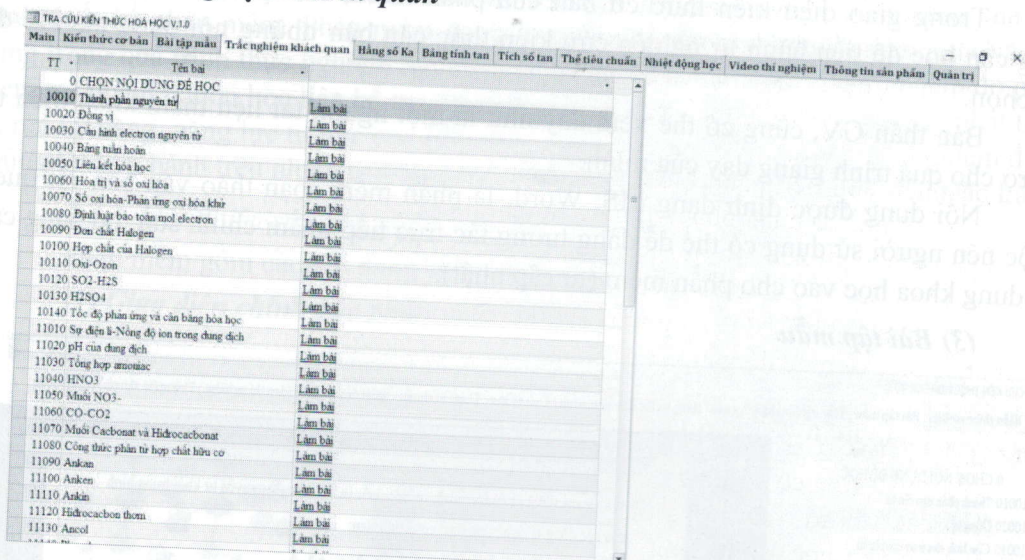 quan
TRA CỨU KIẾN THỨC HOÁ HỌC V.1.0
Main Kiến thức cơ bản Bài tập mẫu Trắc nghiệm khách quan Hằng số Ka Bảng tính tan Tích số tan Thế tiêu chuẩn Nhiệt động học Video thí nghiệm Thông tin sản phẩm Quản trị
TT Tên bài
0 CHỌN NỘI DUNG ĐỂ HỌC
10010 Thành phần nguyên tử Làm bài
10020 Đồng vị Làm bài
10030 Cấu hình electron nguyên tử Làm bài
10040 Bảng tuần hoàn Làm bài
10050 Liên kết hóa học Làm bài
10060 Hóa trị và số oxi hóa Làm bài
10070 Số oxi hóa-Phản ứng oxi hóa khử Làm bài
10080 Định luật bảo toàn mol electron Làm bài
10090 Đơn chất Halogen Làm bài
10100 Hợp chất của Halogen Làm bài
10110 Oxi-Ozon Làm bài
10120 SO2-H2S Làm bài
10130 H2SO4 Làm bài
10140 Tốc độ phản ứng và cân bằng hóa học Làm bài
11010 Sự điện li-Nồng độ ion trong dung dịch Làm bài
11020 pH của dung dịch Làm bài
11030 Tổng hợp amoniac Làm bài
11040 HNO3 Làm bài
11050 Muối NO3- Làm bài
11060 CO-CO2 Làm bài
11070 Muối Cacbonat và Hidrocacbonat Làm bài
11080 Công thức phân tử hợp chất hữu cơ Làm bài
11090 Ankan Làm bài
11100 Anken Làm bài
11110 Ankin Làm bài
11120 Hidrocacbon thơm Làm bài
11130 Ancol Làm bài